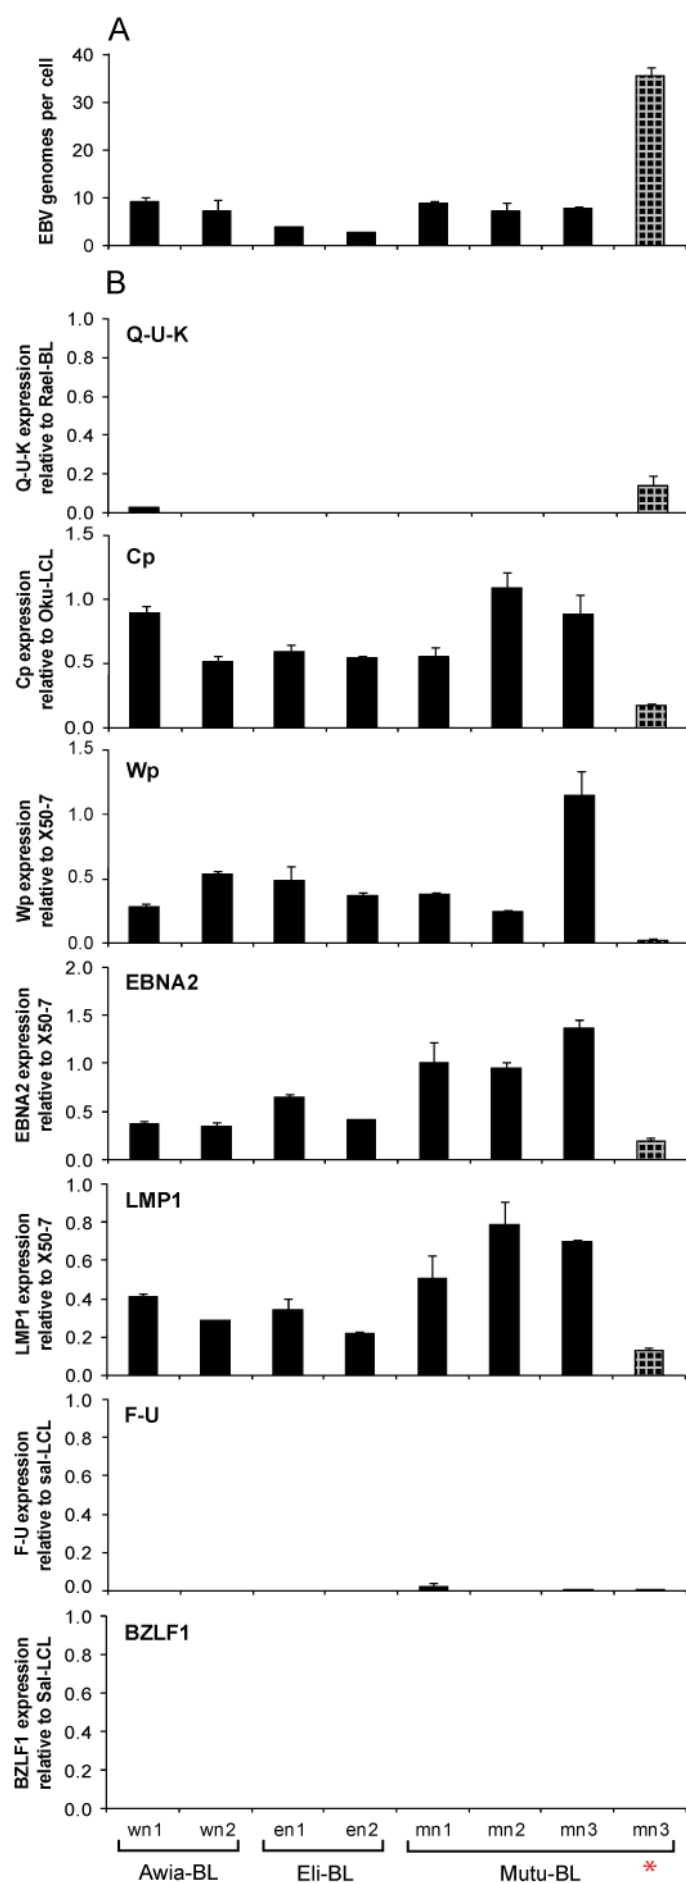 A
EBV genomes per cell
40
30
20
10
0
B
Q-U-K expression
relative to Rael-BL
1.0
0.8
0.6
0.4
0.2
0.0
Q-U-K
Cp expression
relative to Oku-LCL
1.5
1.0
0.5
0.0
Cp
Wp expression
relative to X50-7
1.5
1.0
0.5
0.0
Wp
EBNA2 expression
relative to X50-7
2.0
1.5
1.0
0.5
0.0
EBNA2
LMP1 expression
relative to X50-7
1.0
0.8
0.6
0.4
0.2
0.0
LMP1
F-U expression
relative to sal-LCL
1.0
0.8
0.6
0.4
0.2
0.0
F-U
BZLF1 expression
relative to Sal-LCL
1.0
0.8
0.6
0.4
0.2
0.0
BZLF1
wn1 wn2 en1 en2 mn1 mn2 mn3 mn3
Awia-BL Eli-BL Mutu-BL *